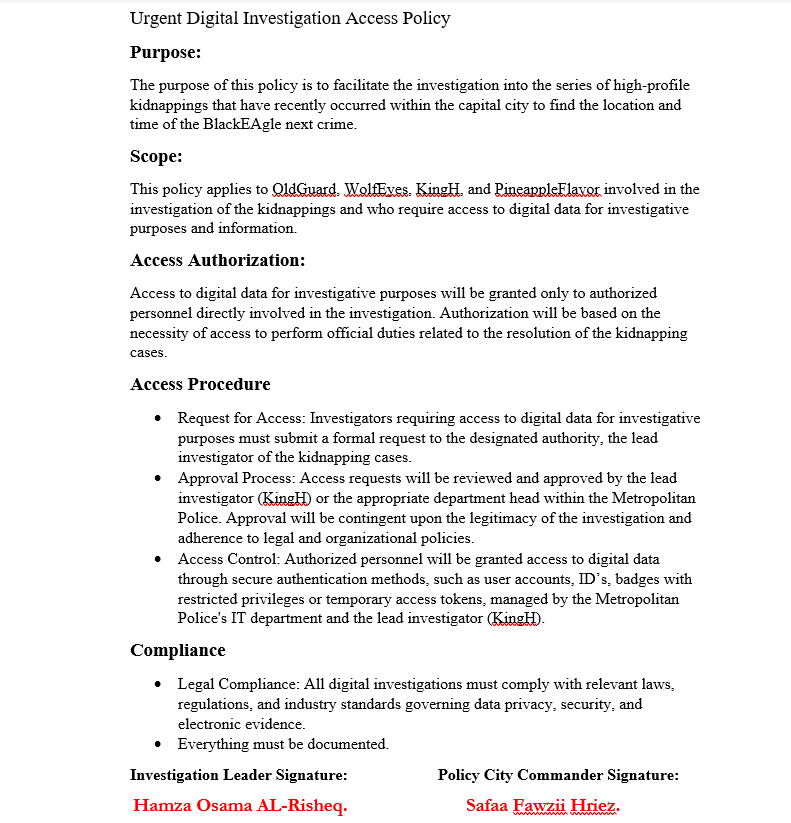 Urgent Digital Investigation Access Policy
Purpose:
The purpose of this policy is to facilitate the investigation into the series of high-profile
kidnappings that have recently occurred within the capital city to find the location and
time of the BlackEAgle next crime.
Scope:
This policy applies to OldGuard, WolfEyes, KingH, and PineappleFlavor involved in the
investigation of the kidnappings and who require access to digital data for investigative
purposes and information.
Access Authorization:
Access to digital data for investigative purposes will be granted only to authorized
personnel directly involved in the investigation. Authorization will be based on the
necessity of access to perform official duties related to the resolution of the kidnapping
cases.
Access Procedure
• Request for Access: Investigators requiring access to digital data for investigative
purposes must submit a formal request to the designated authority, the lead
investigator of the kidnapping cases.
• Approval Process: Access requests will be reviewed and approved by the lead
investigator (KingH) or the appropriate department head within the Metropolitan
Police. Approval will be contingent upon the legitimacy of the investigation and
adherence to legal and organizational policies.
• Access Control: Authorized personnel will be granted access to digital data
through secure authentication methods, such as user accounts, ID's, badges with
restricted privileges or temporary access tokens, managed by the Metropolitan
Police's IT department and the lead investigator (KingH).
Compliance
• Legal Compliance: All digital investigations must comply with relevant laws,
regulations, and industry standards governing data privacy, security, and
electronic evidence.
• Everything must be documented.
Investigation Leader Signature: Policy City Commander Signature:
Hamza Osama AL-Risheq. Safaa Fawzii Hriez.